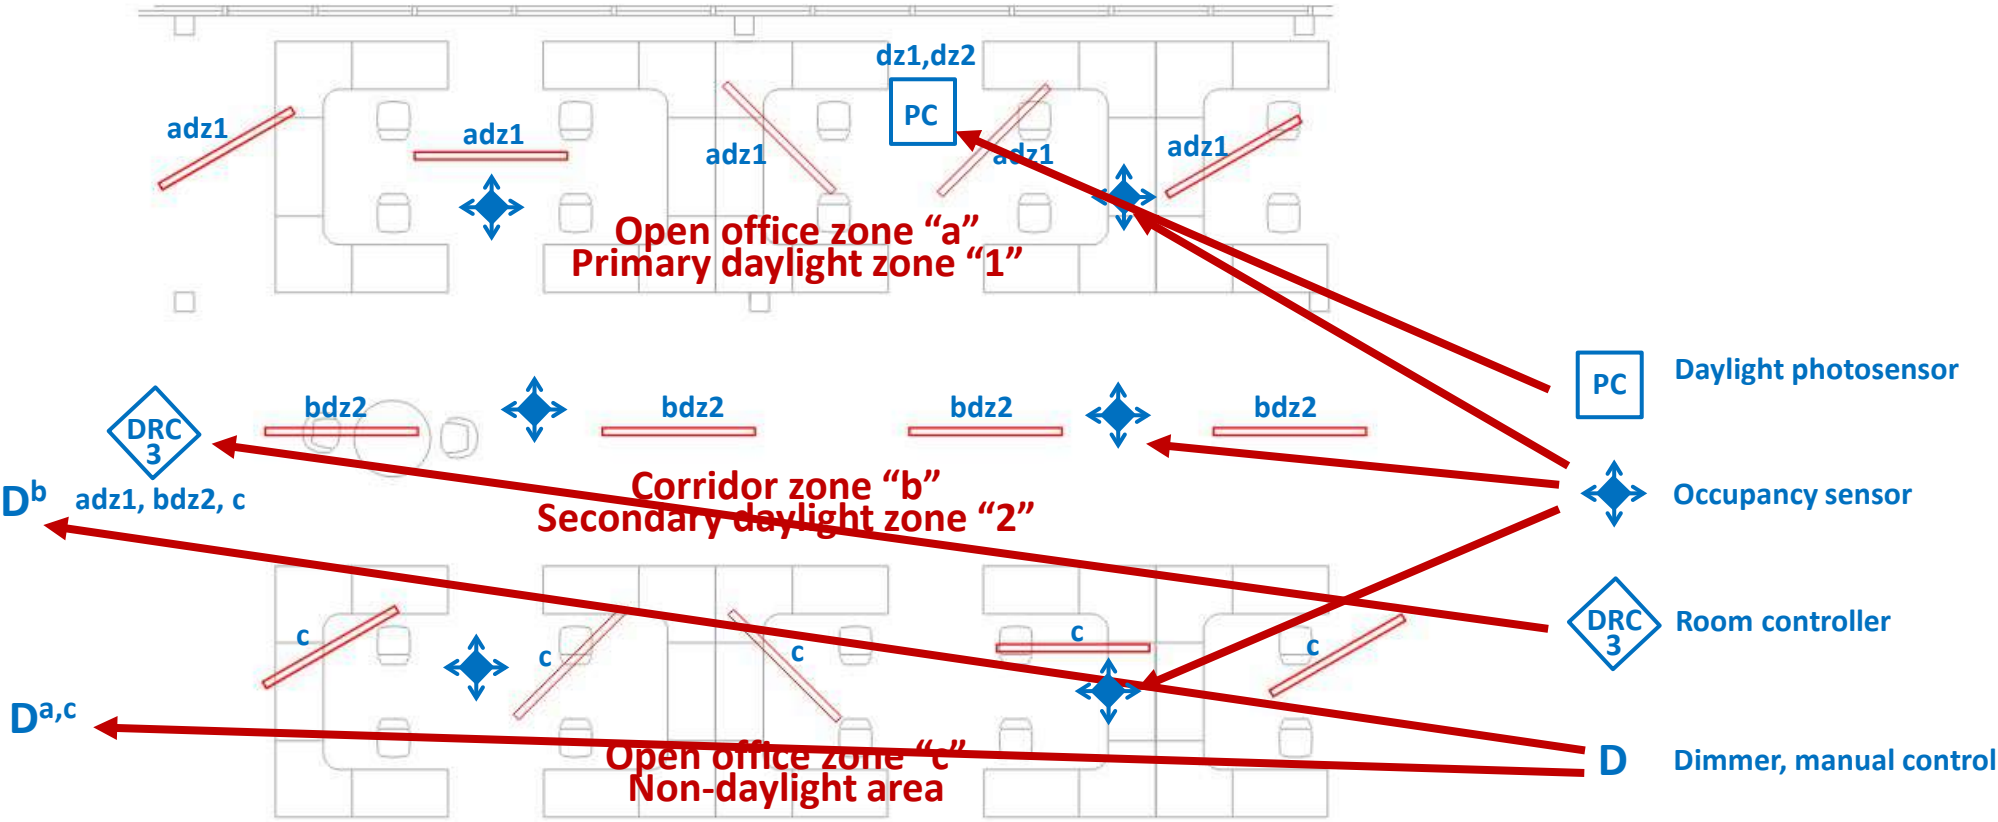 dz1,dz2
PC
adz1
adz1
adz1
adz1
adz1
Open office zone “a”
Primary daylight zone “1”
PC
Daylight photosensor
bdz2
bdz2
bdz2
bdz2
DRC
3
D^b
adz1, bdz2, c
Corridor zone “b”
Secondary daylight zone “2”
Occupancy sensor
DRC
3
Room controller
c
c
c
c
c
D^a,c
Open office zone “c”
Non-daylight area
D
Dimmer, manual control